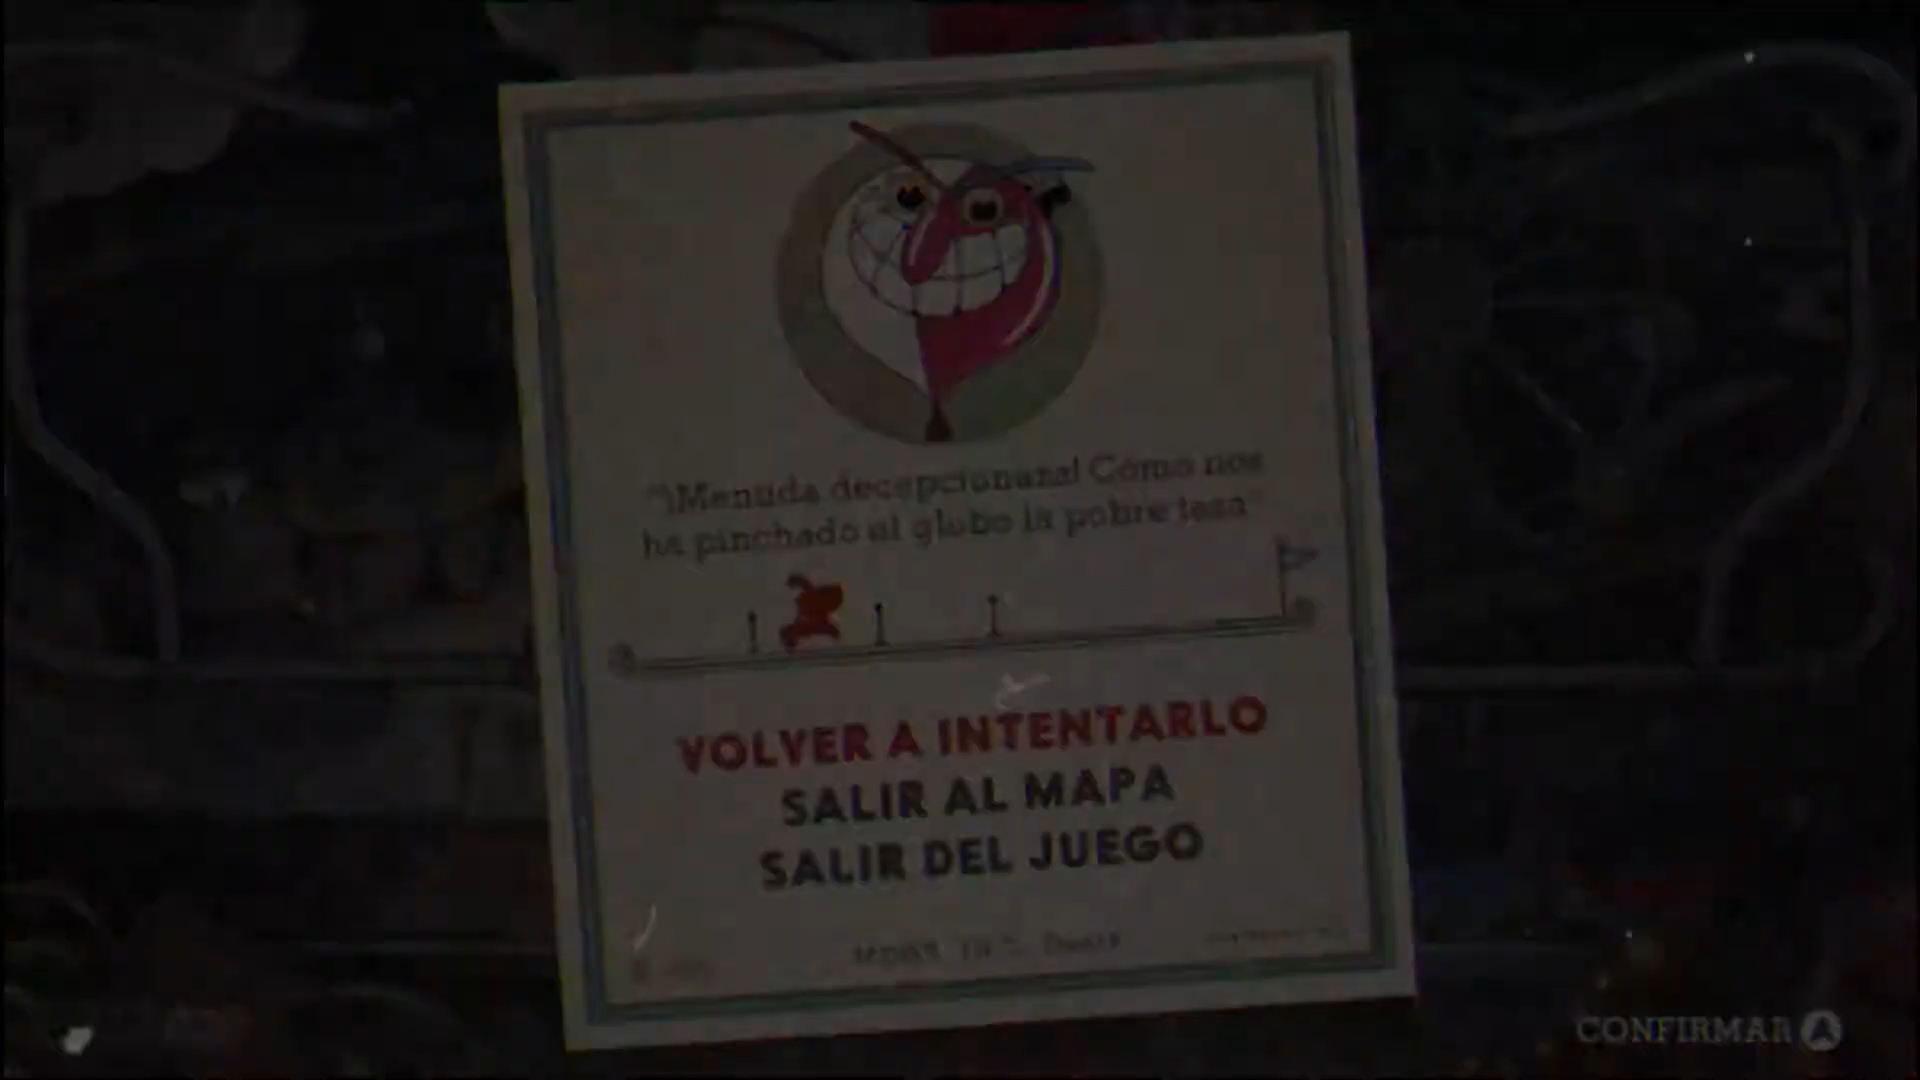 "¡Menuda decepcionaza! Cómo nos
ha pinchado el globo la pobre taza"
VOLVER A INTENTARLO
SALIR AL MAPA
SALIR DEL JUEGO
CONFIRMAR A